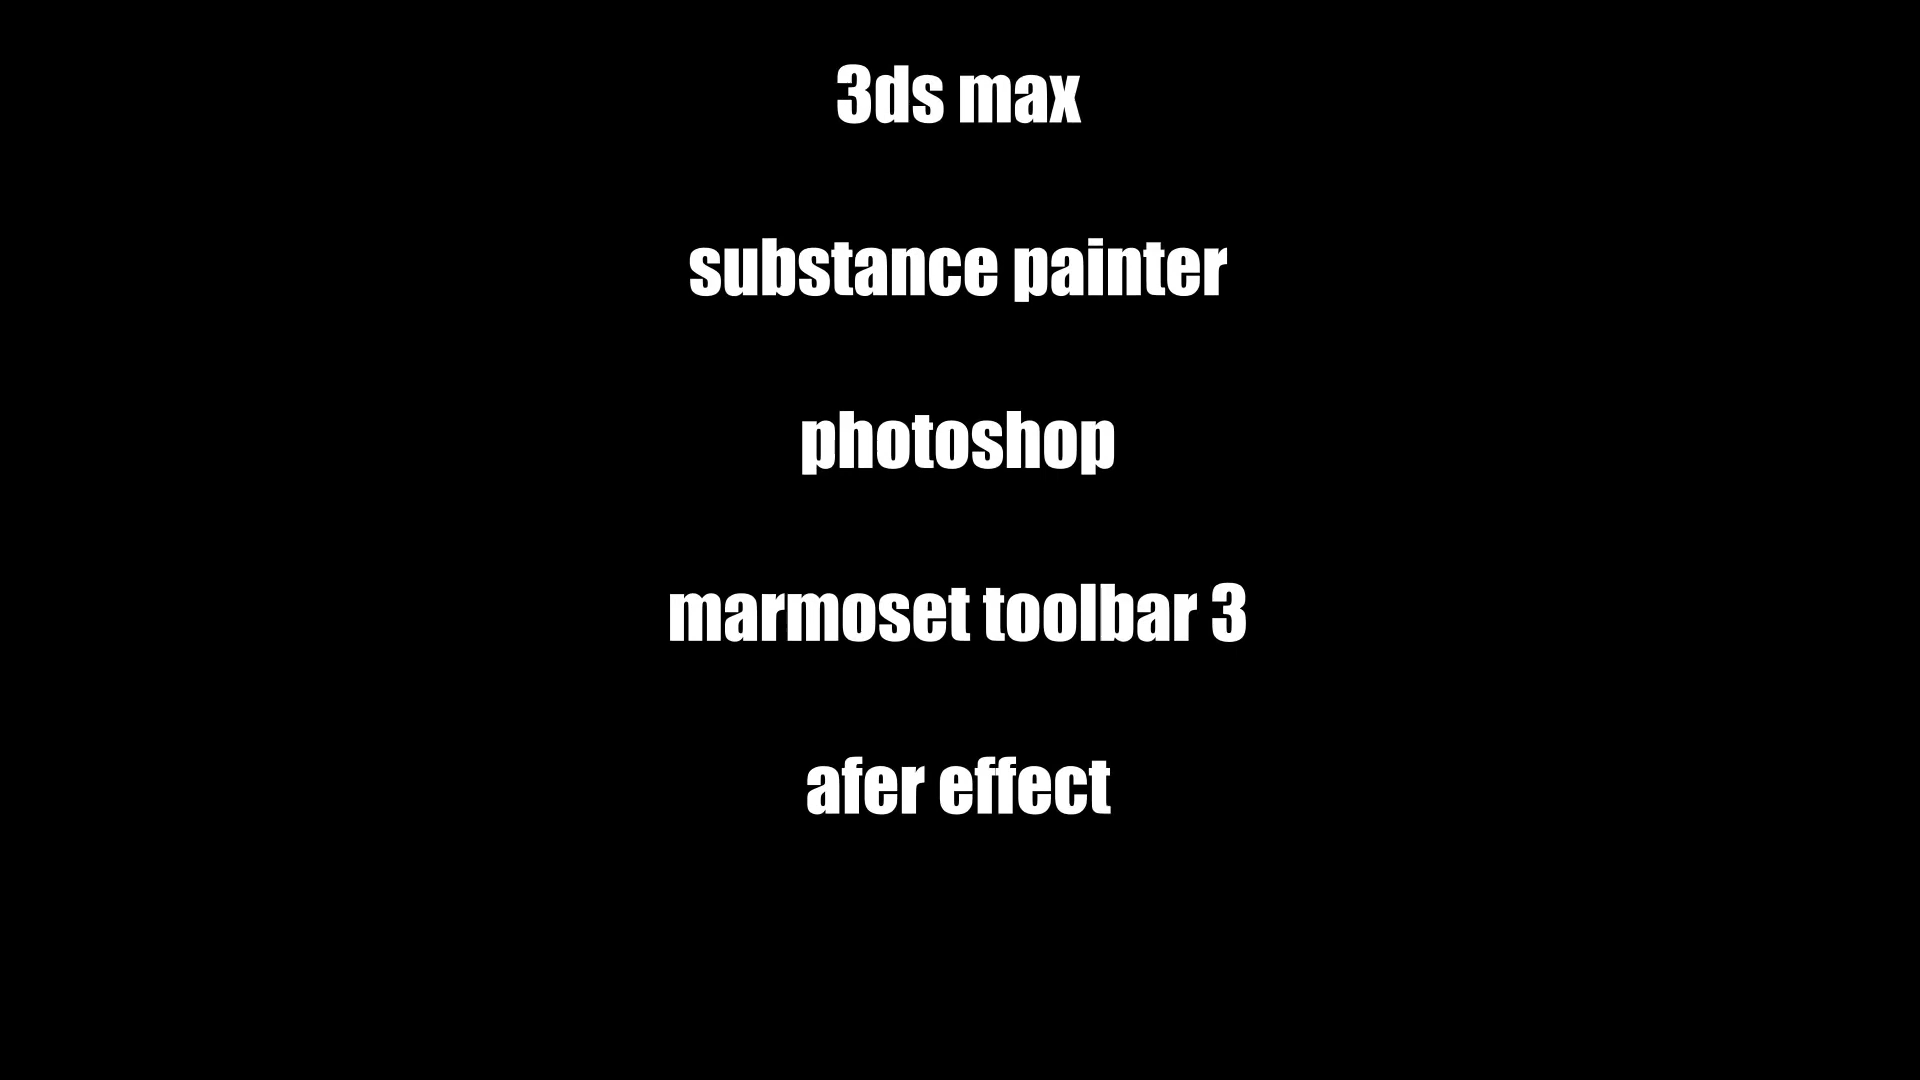 3ds max
substance painter
photoshop
marmoset toolbar 3
afer effect